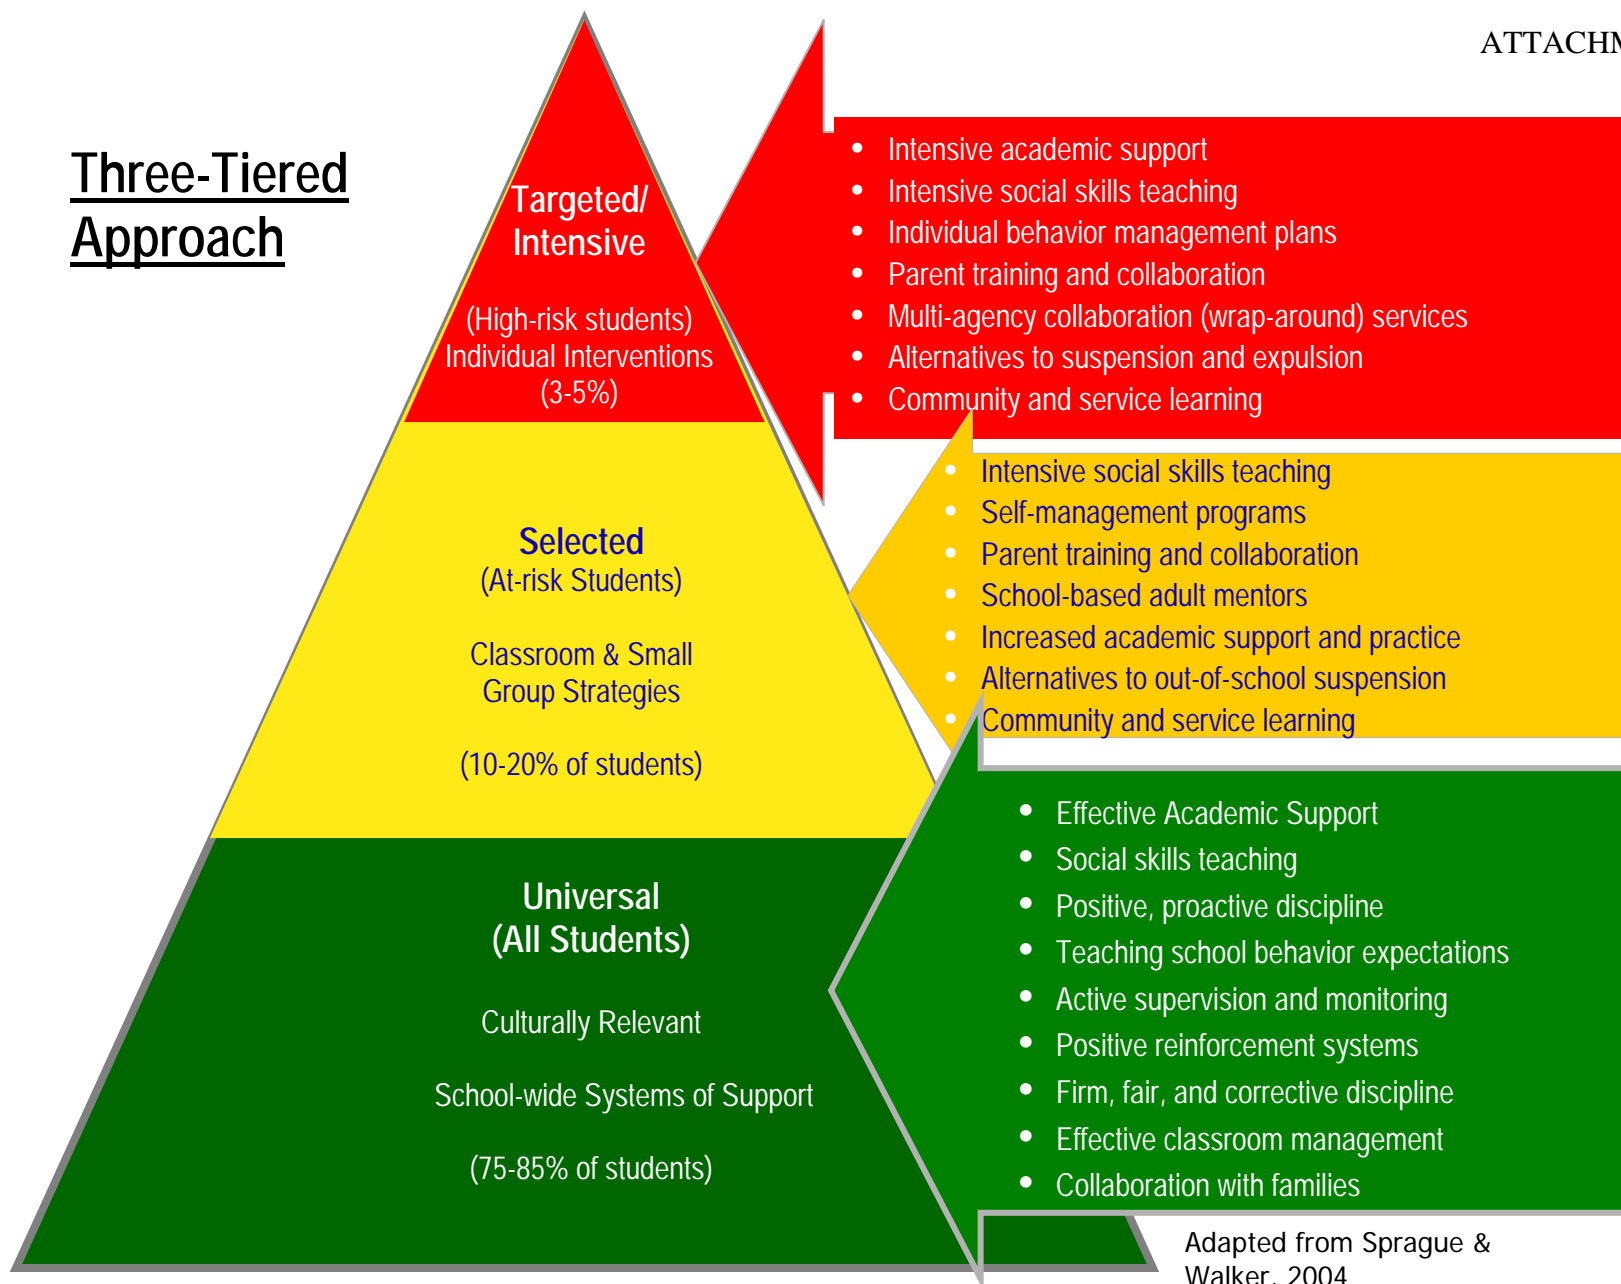 ATTACHM
Three-Tiered
Approach
Targeted/
Intensive
(High-risk students)
Individual Interventions
(3-5%)
• Intensive academic support
• Intensive social skills teaching
• Individual behavior management plans
• Parent training and collaboration
• Multi-agency collaboration (wrap-around) services
• Alternatives to suspension and expulsion
• Community and service learning
Selected
(At-risk Students)
Classroom & Small
Group Strategies
(10-20% of students)
• Intensive social skills teaching
• Self-management programs
• Parent training and collaboration
• School-based adult mentors
• Increased academic support and practice
• Alternatives to out-of-school suspension
• Community and service learning
Universal
(All Students)
Culturally Relevant
School-wide Systems of Support
(75-85% of students)
• Effective Academic Support
• Social skills teaching
• Positive, proactive discipline
• Teaching school behavior expectations
• Active supervision and monitoring
• Positive reinforcement systems
• Firm, fair, and corrective discipline
• Effective classroom management
• Collaboration with families
Adapted from Sprague &
Walker, 2004